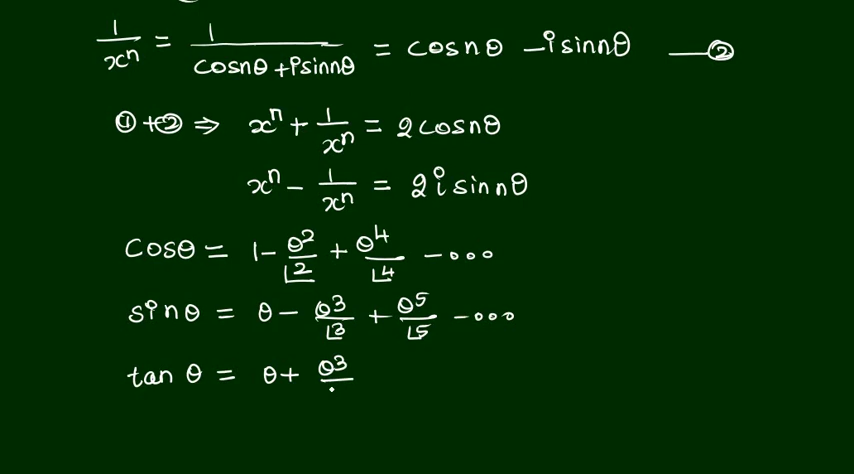 1/xⁿ = 1/(cosnθ + isinnθ) = cosnθ - isinnθ — ②
① + ② ⇒ xⁿ + 1/xⁿ = 2cosnθ
xⁿ - 1/xⁿ = 2isinnθ
cosθ = 1 - θ²/⌊2 + θ⁴/⌊4 - ...
sinθ = θ - θ³/⌊3 + θ⁵/⌊5 - ...
tan θ = θ + θ³/